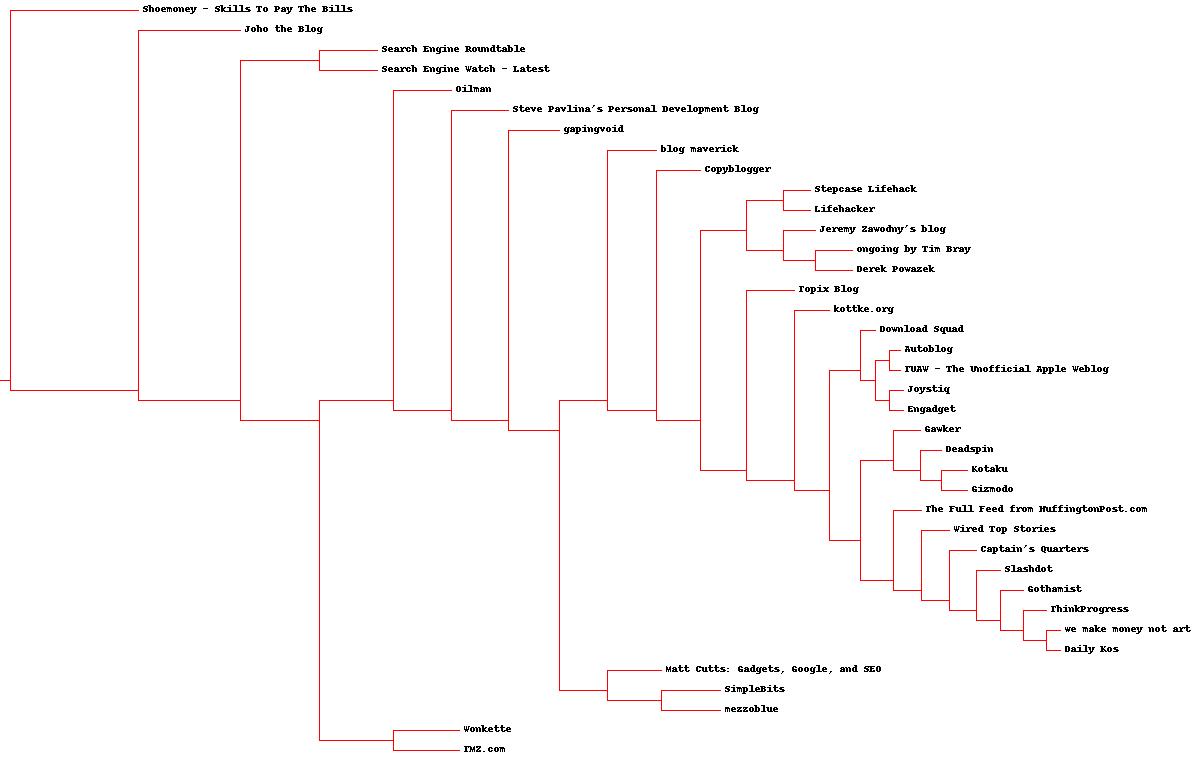 Shoemoney - Skills To Pay The Bills
Joho the Blog
Search Engine Roundtable
Search Engine Watch - Latest
Oilman
Steve Pavlina's Personal Development Blog
gapingvoid
blog maverick
Copyblogger
Stepcase Lifehack
Lifehacker
Jeremy Zawodny's blog
ongoing by Tim Bray
Derek Powazek
Topix Blog
kottke.org
Download Squad
Autoblog
TUAW - The Unofficial Apple Weblog
Joystiq
Engadget
Gawker
Deadspin
Kotaku
Gizmodo
The Full Feed from HuffingtonPost.com
Wired Top Stories
Captain's Quarters
Slashdot
Gothamist
ThinkProgress
we make money not art
Daily Kos
Matt Cutts: Gadgets, Google, and SEO
SimpleBits
mezzoblue
Wonkette
TMZ.com